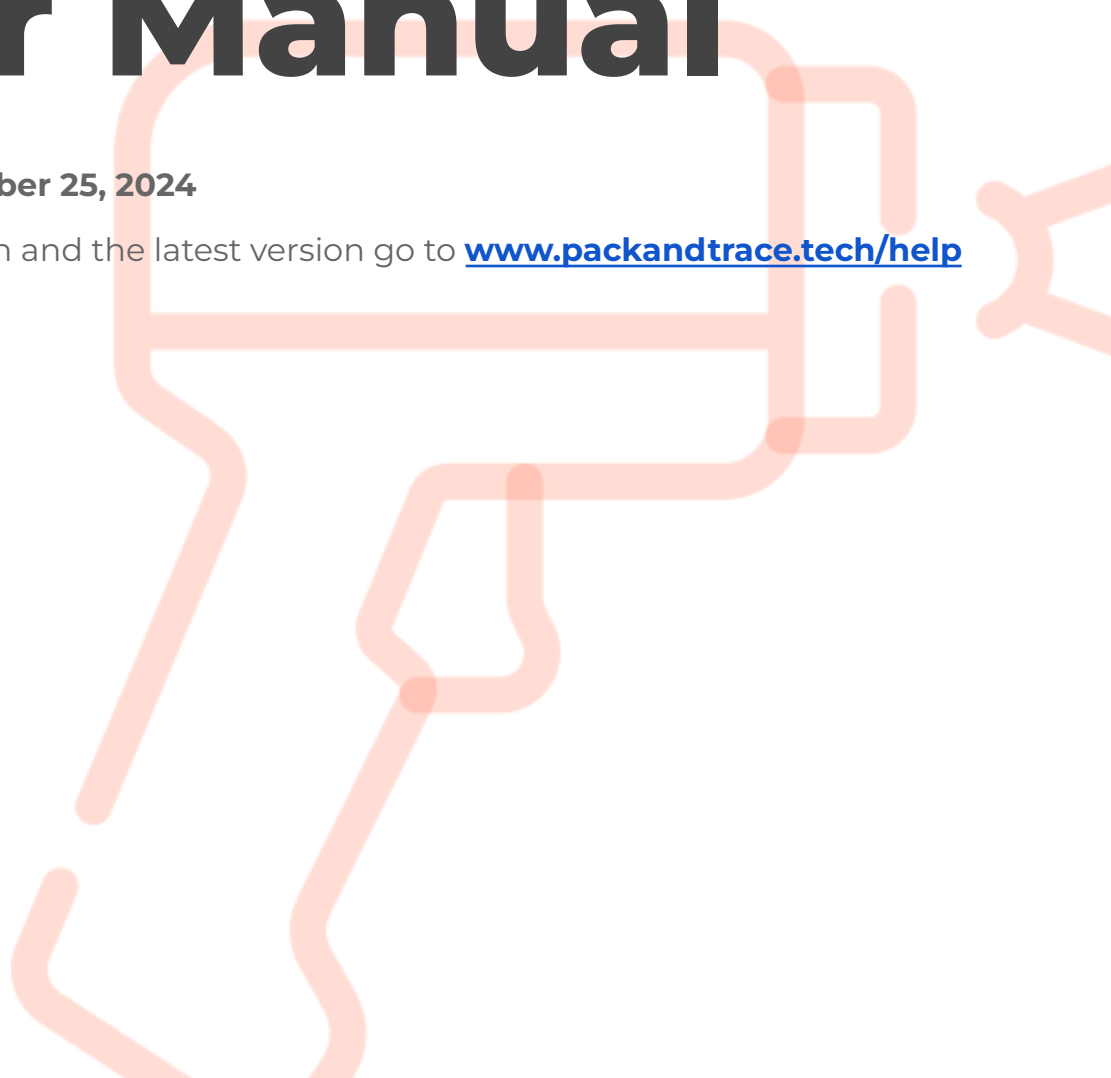 r Manual
ber 25, 2024
n and the latest version go to www.packandtrace.tech/help